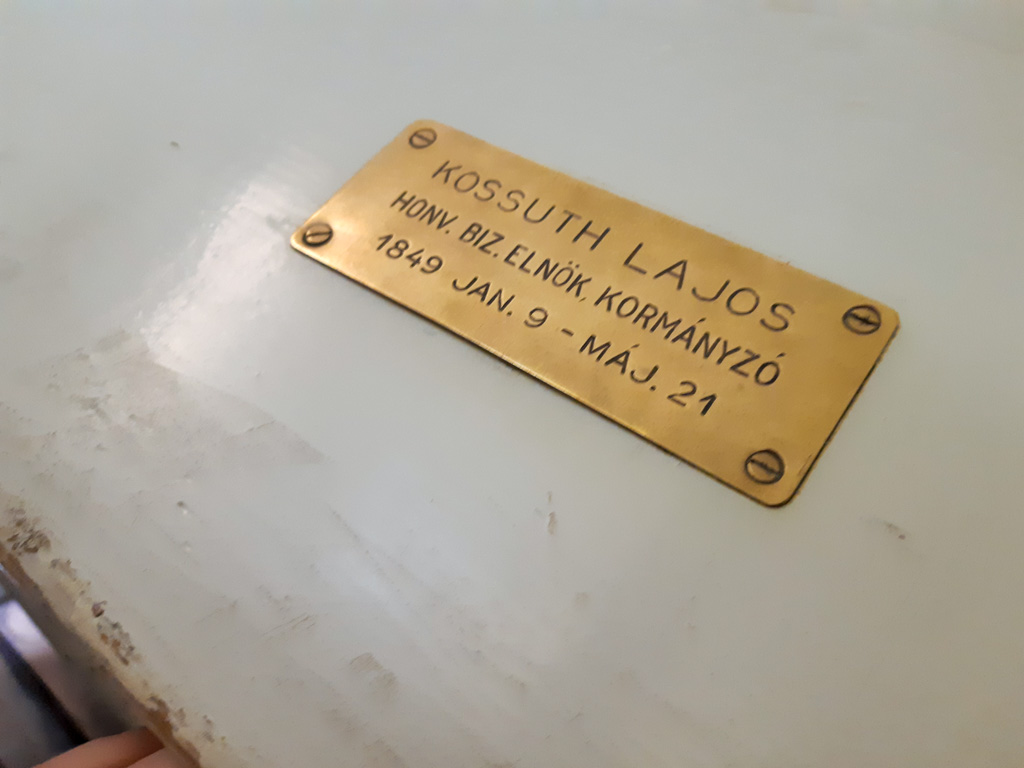 KOSSUTH LAJOS
HONV. BIZ. ELNÖK, KORMÁNYZÓ
1849 JAN. 9 - MÁJ. 21